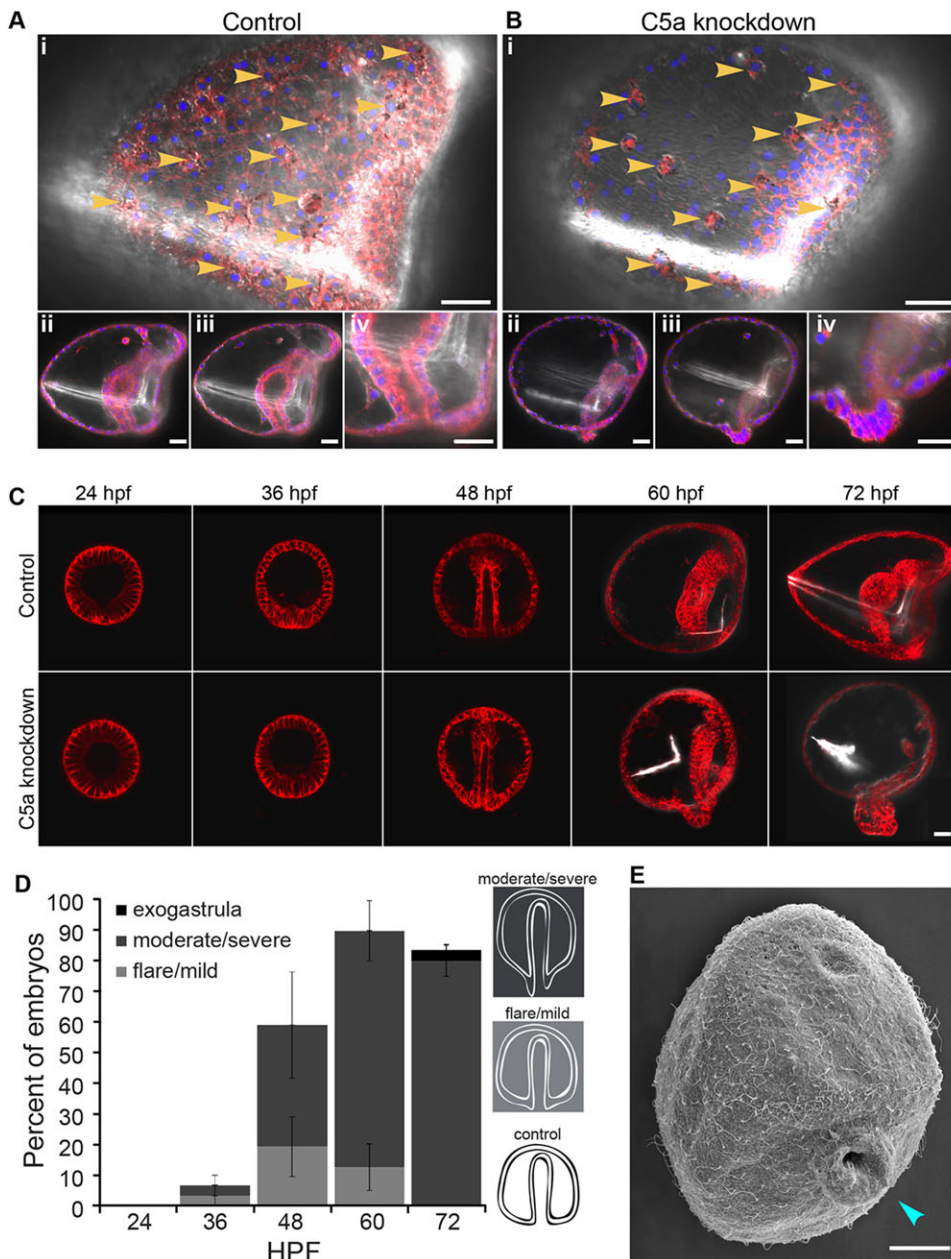 A
Control
B
C5a knockdown
i
i
ii
iii
iv
ii
iii
iv
C
24 hpf
36 hpf
48 hpf
60 hpf
72 hpf
Control
C5a knockdown
D
Percent of embryos
100
90
80
70
60
50
40
30
20
10
0
exogastrula
moderate/severe
flare/mild
24
36
48
60
72
HPF
moderate/severe
flare/mild
control
E